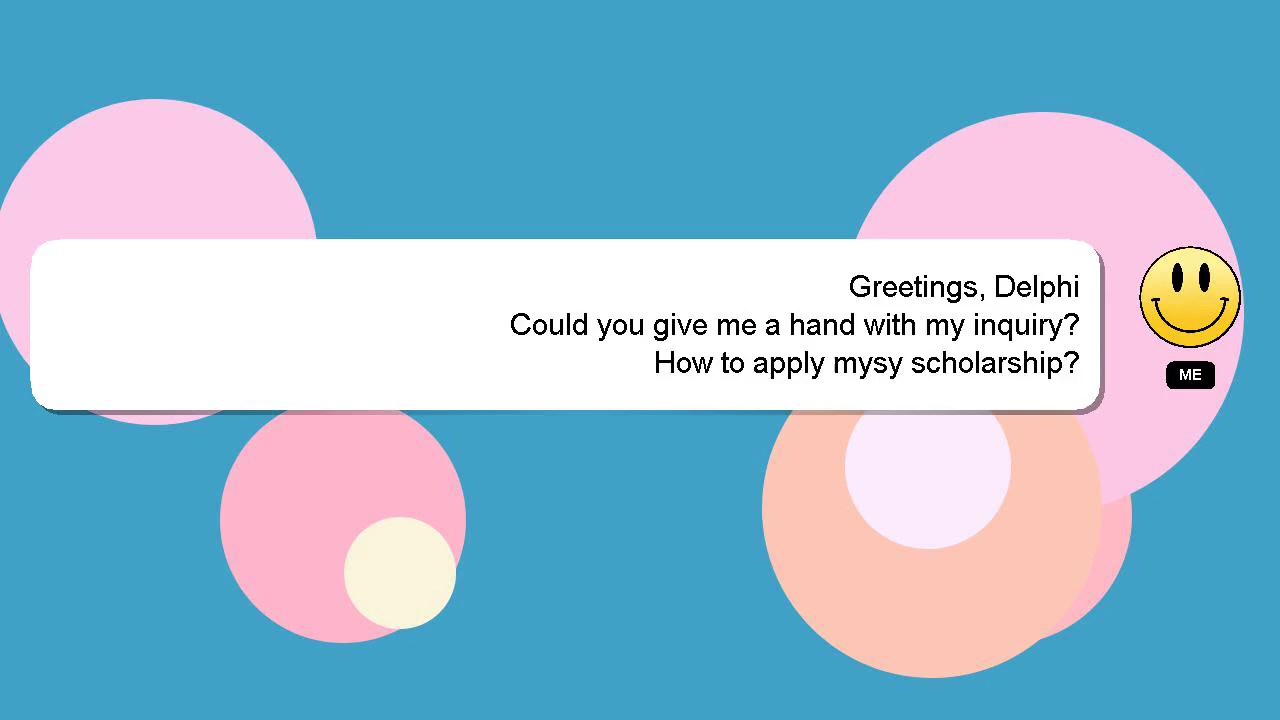 Greetings, Delphi
Could you give me a hand with my inquiry?
How to apply mysy scholarship?
ME